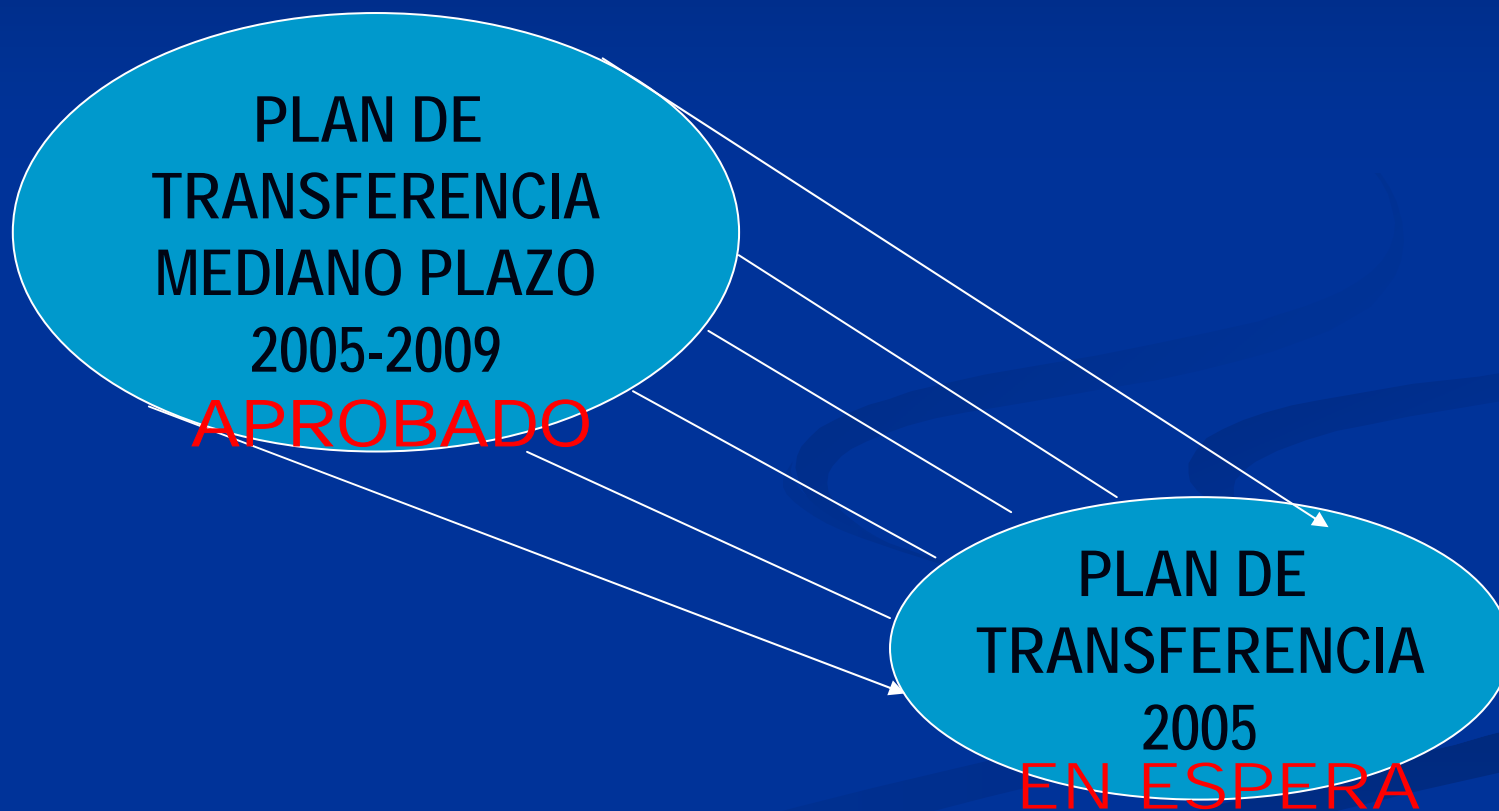 PLAN DE
TRANSFERENCIA
MEDIANO PLAZO
2005-2009
APROBADO
PLAN DE
TRANSFERENCIA
2005
EN ESPERA